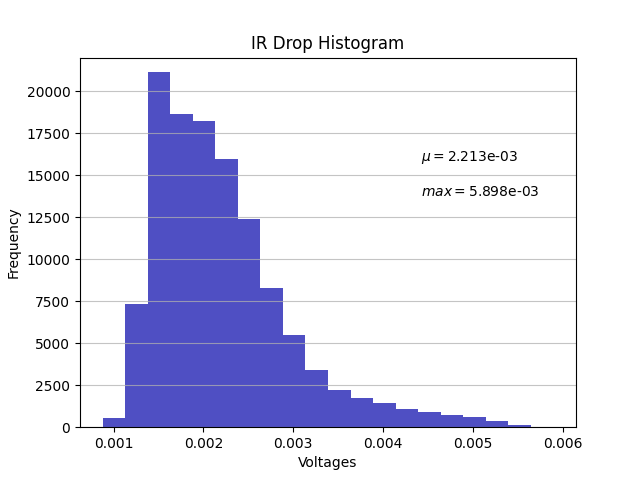 IR Drop Histogram
20000
17500
15000
12500
10000
7500
5000
2500
0
Frequency
μ = 2.213e-03
max = 5.898e-03
0.001 0.002 0.003 0.004 0.005 0.006
Voltages